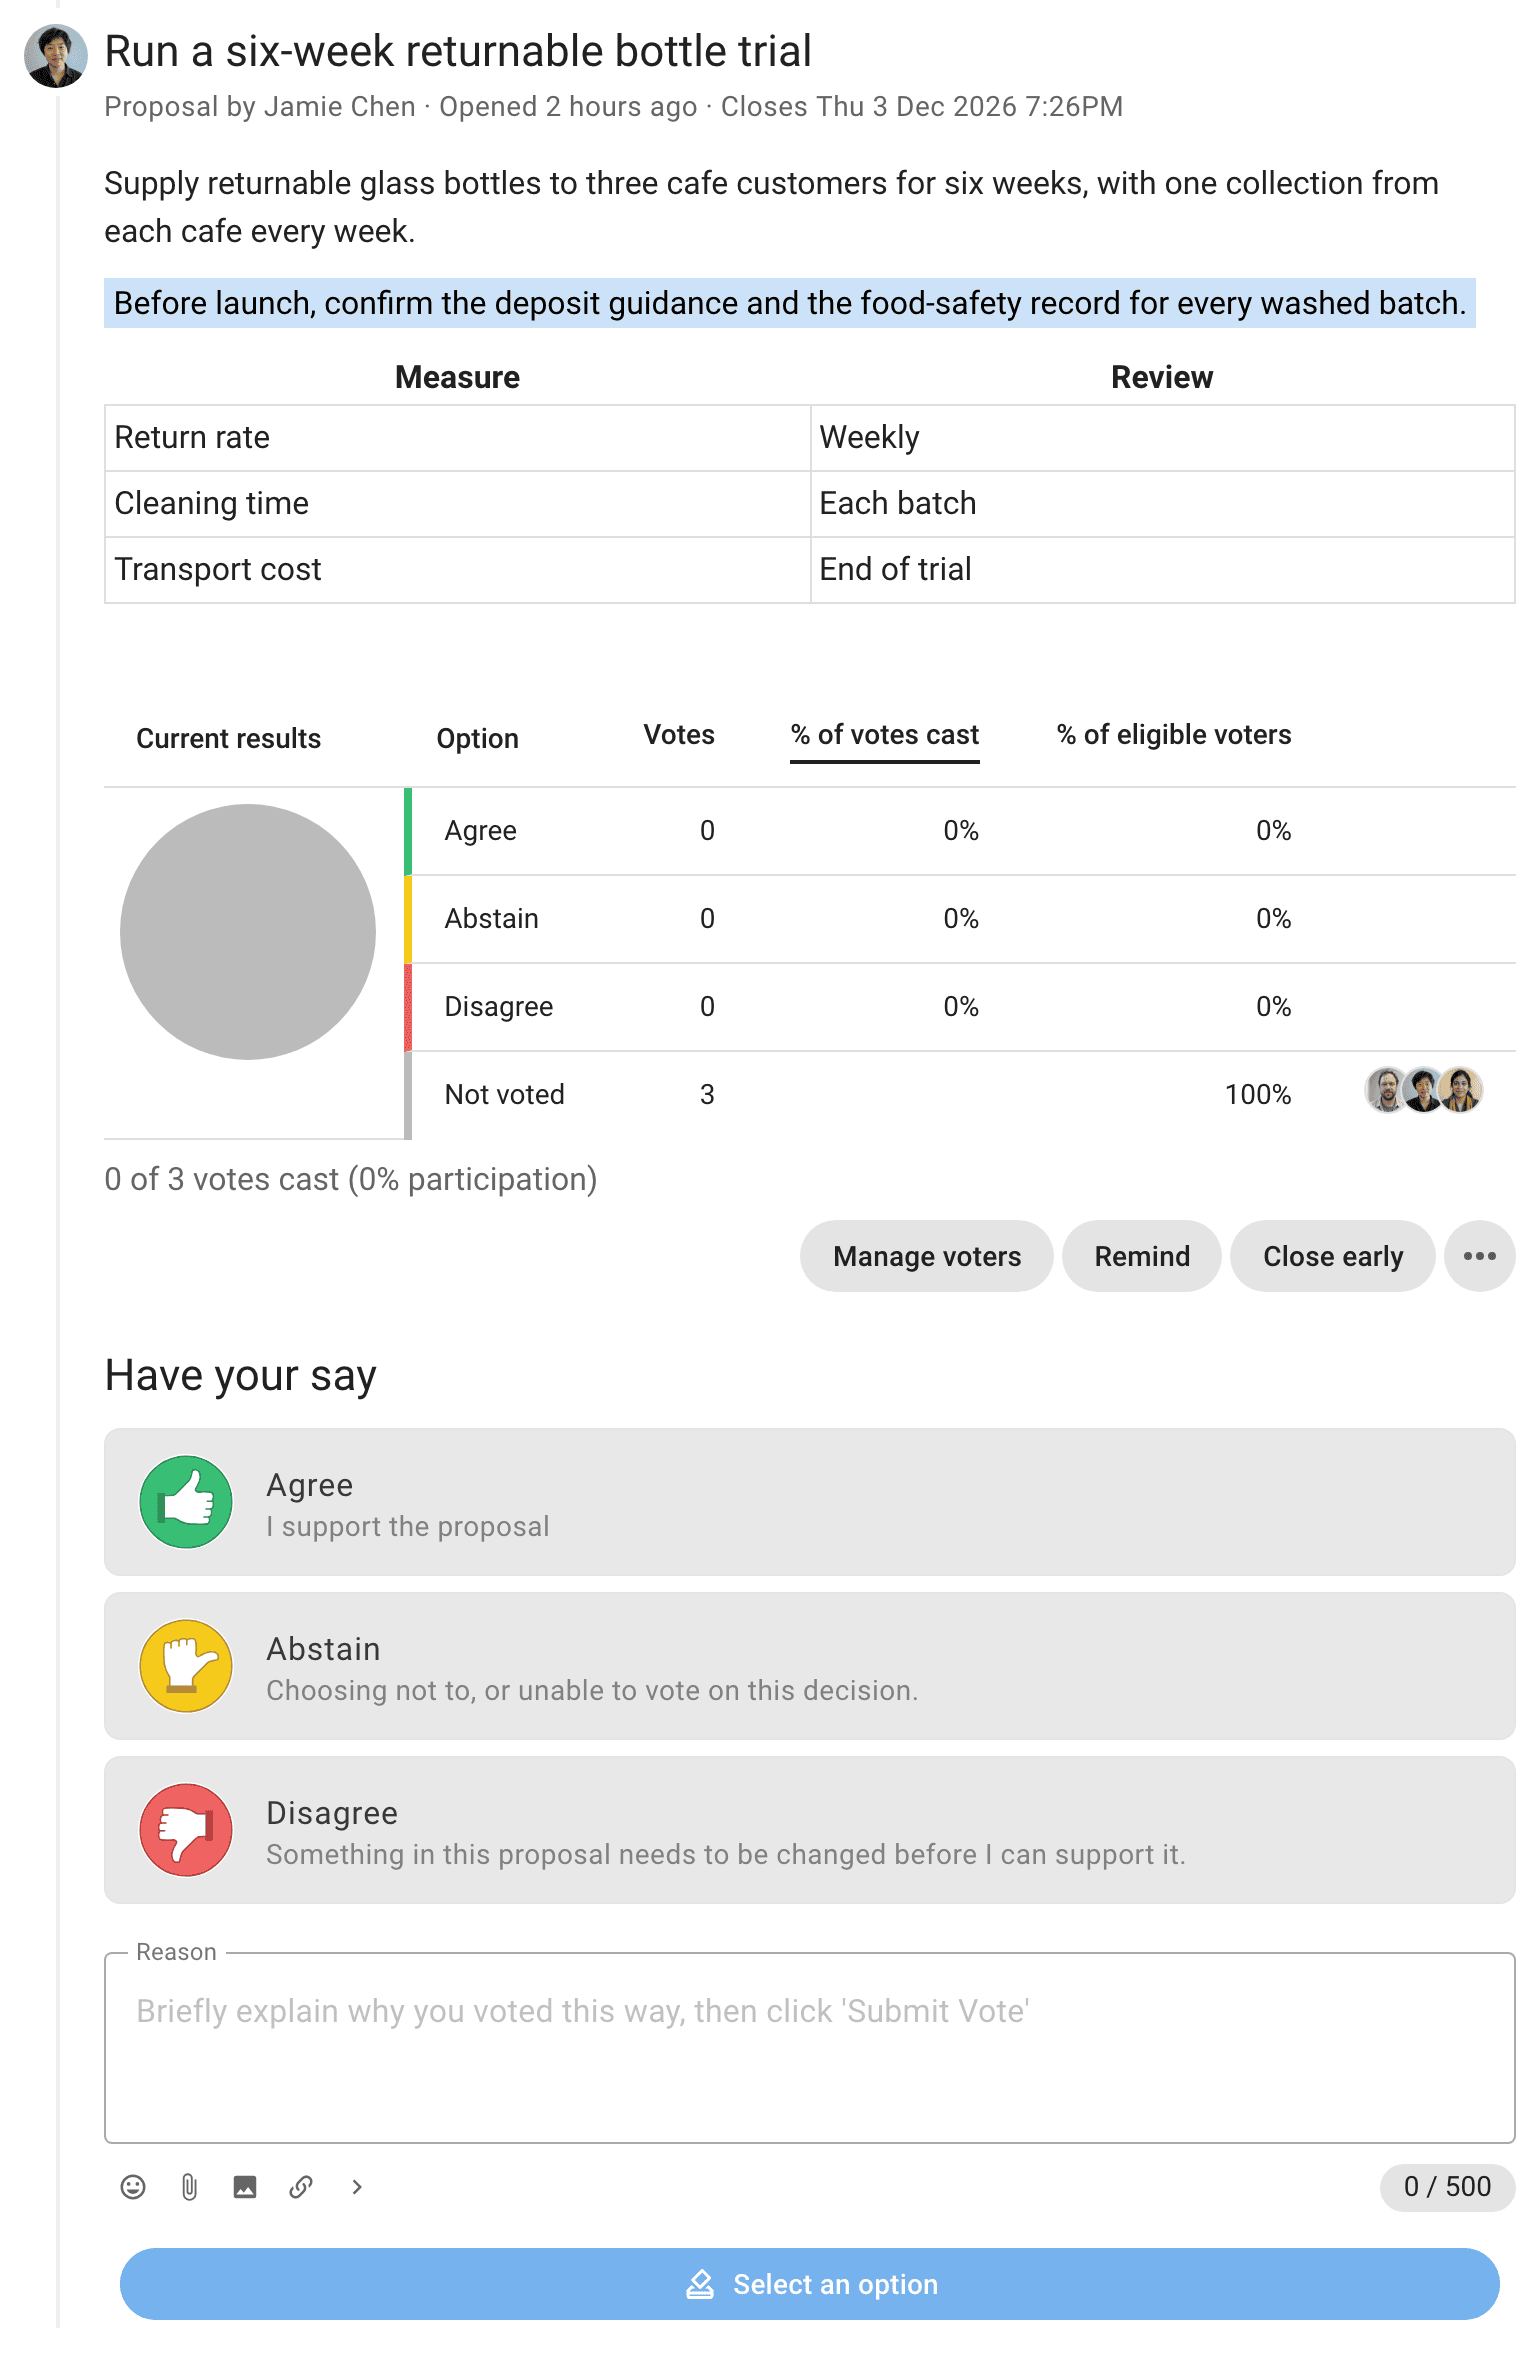 Run a six-week returnable bottle trial
Proposal by Jamie Chen · Opened 2 hours ago · Closes Thu 3 Dec 2026 7:26PM
Supply returnable glass bottles to three cafe customers for six weeks, with one collection from
each cafe every week.
Before launch, confirm the deposit guidance and the food-safety record for every washed batch.
Measure Review
Return rate Weekly
Cleaning time Each batch
Transport cost End of trial
Current results Option Votes % of votes cast % of eligible voters
Agree 0 0% 0%
Abstain 0 0% 0%
Disagree 0 0% 0%
Not voted 3 100%
0 of 3 votes cast (0% participation)
Manage voters Remind Close early
Have your say
Agree
I support the proposal
Abstain
Choosing not to, or unable to vote on this decision.
Disagree
Something in this proposal needs to be changed before I can support it.
Reason
Briefly explain why you voted this way, then click 'Submit Vote'
0 / 500
Select an option